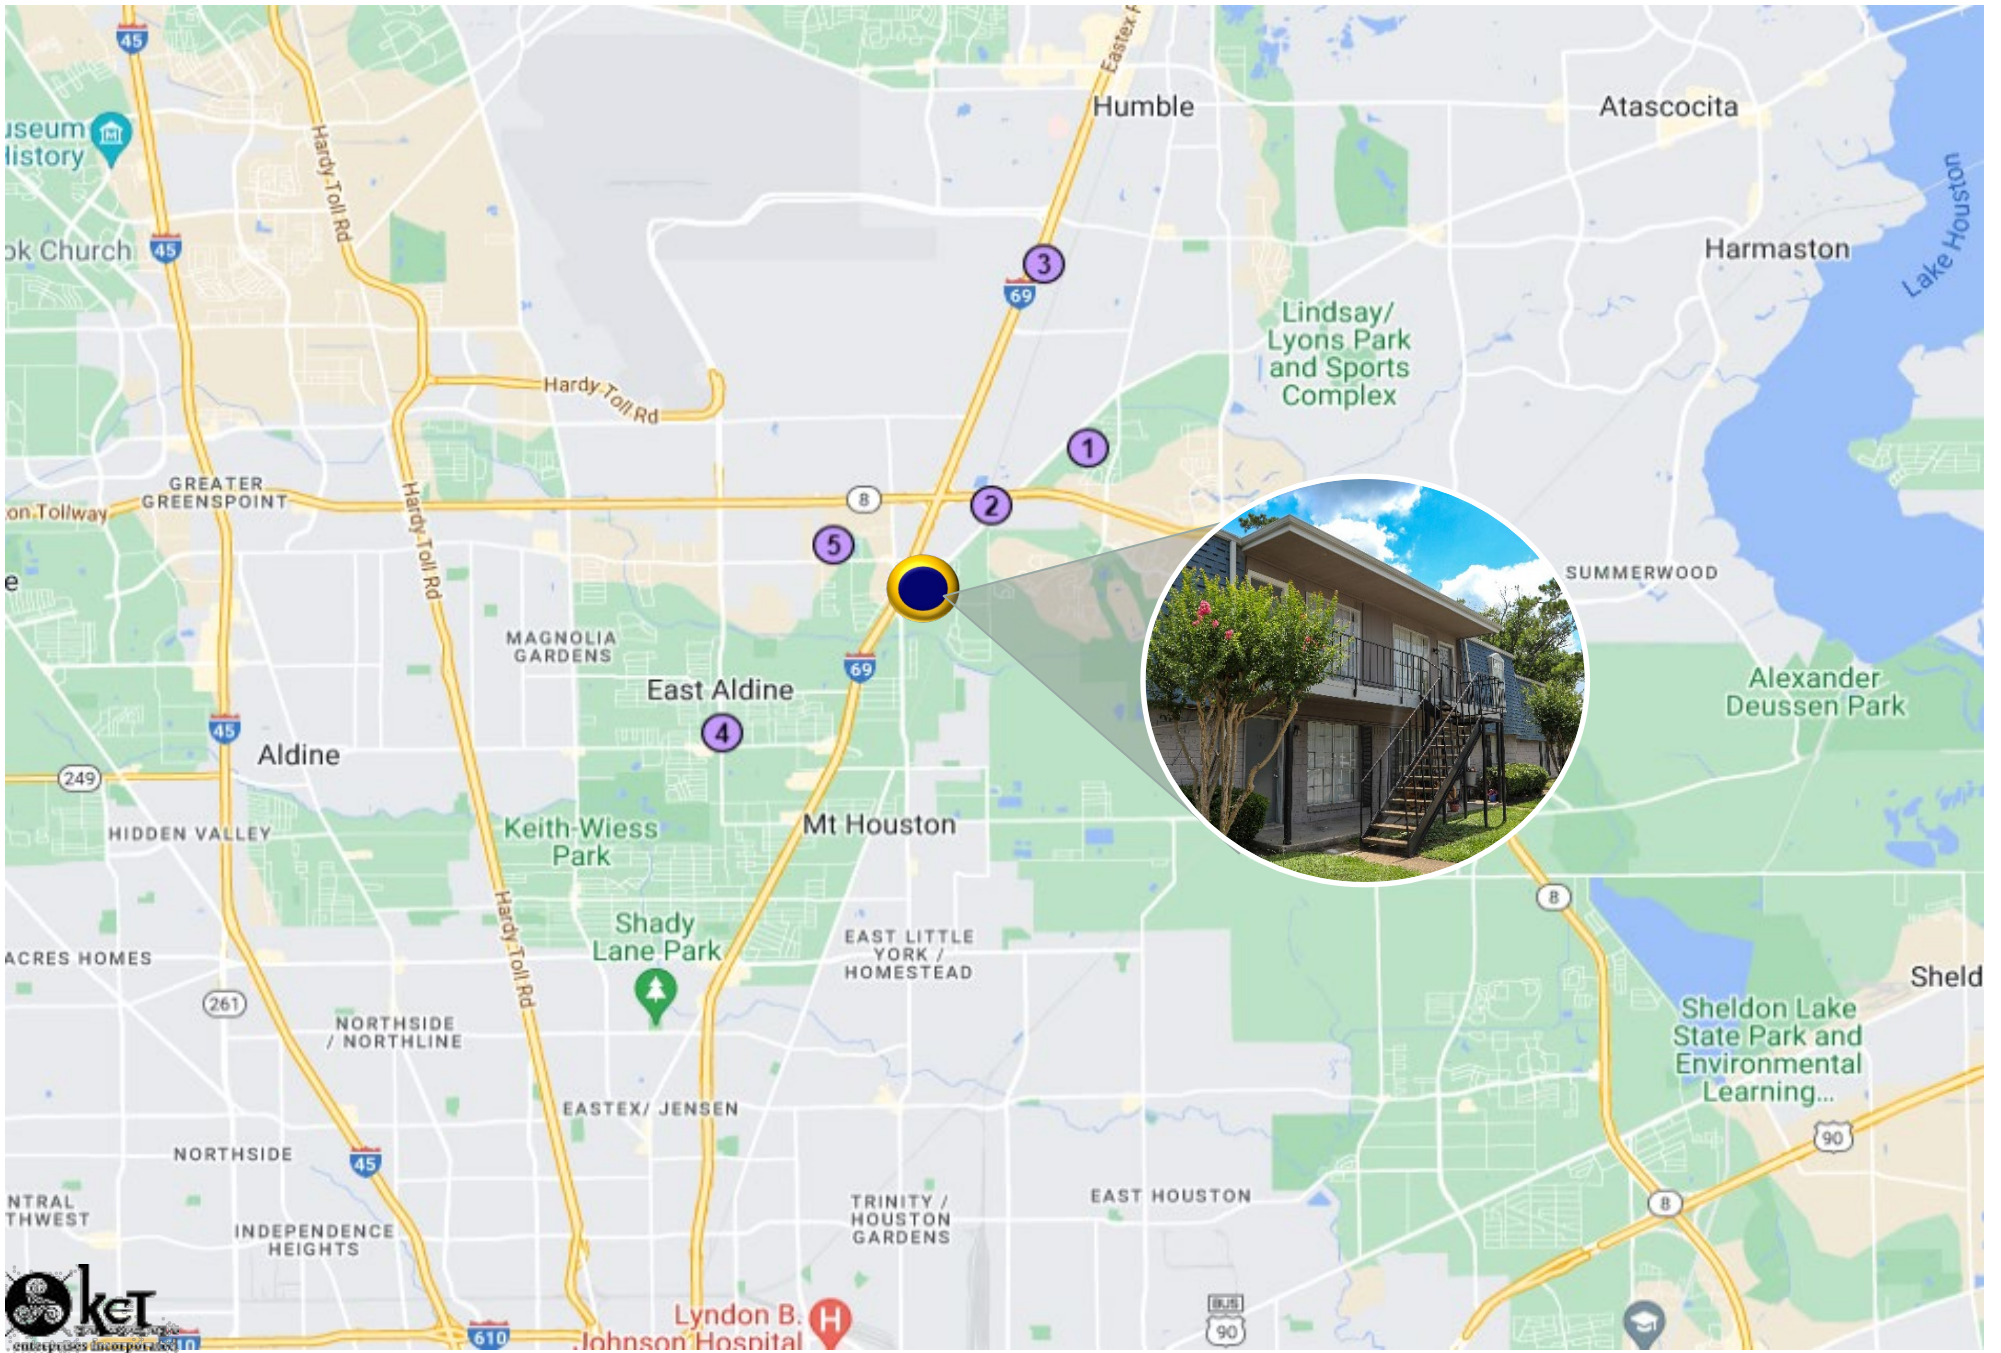 45
Eastex F
Humble
Atascocita
useum
History
Hardy Toll Rd
Lake Houston
ok Church
45
Harmaston
3
69
Lindsay/
Lyons Park
and Sports
Complex
Hardy Toll Rd
1
GREATER
GREENSPOINT
on Tollway
8
2
Hardy Toll Rd
5
e
SUMMERWOOD
MAGNOLIA
GARDENS
69
East Aldine
Alexander
Deussen Park
45
4
Aldine
249
HIDDEN VALLEY
Keith-Wiess
Park
Mt Houston
8
Hardy Toll Rd
Shady
Lane Park
EAST LITTLE
YORK /
HOMESTEAD
ACRES HOMES
Sheld
261
Sheldon Lake
State Park and
Environmental
Learning...
NORTHSIDE
/ NORTHLINE
EASTEX/ JENSEN
90
NORTHSIDE
45
NTRAL
THWEST
TRINITY /
HOUSTON
GARDENS
EAST HOUSTON
8
INDEPENDENCE
HEIGHTS
ket
enterprises incorporated
10
610
Lyndon B.
Johnson Hospital
H
BUS
90